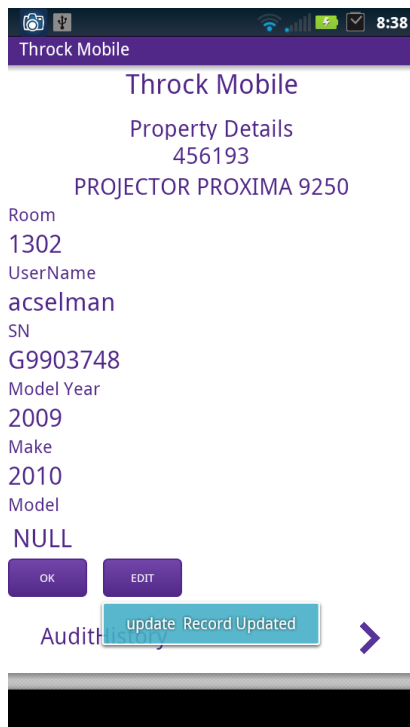 8:38
Throck Mobile
Throck Mobile
Property Details
456193
PROJECTOR PROXIMA 9250
Room
1302
UserName
acselman
SN
G9903748
Model Year
2009
Make
2010
Model
NULL
OK EDIT
update Record Updated
AuditHistory